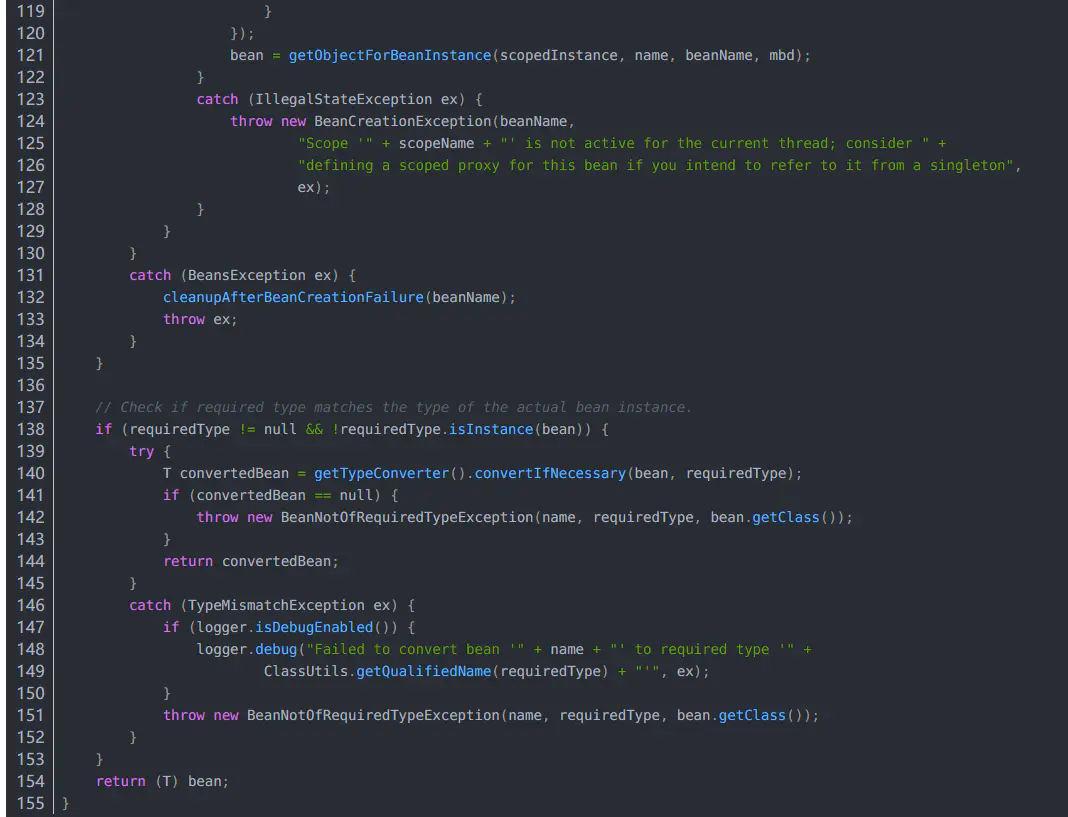 119                         }
120                     });
121                     bean = getObjectForBeanInstance(scopedInstance, name, beanName, mbd);
122                 }
123                 catch (IllegalStateException ex) {
124                     throw new BeanCreationException(beanName,
125                             "Scope '" + scopeName + "' is not active for the current thread; consider " +
126                             "defining a scoped proxy for this bean if you intend to refer to it from a singleton",
127                             ex);
128                 }
129             }
130         }
131         catch (BeansException ex) {
132             cleanupAfterBeanCreationFailure(beanName);
133             throw ex;
134         }
135     }
136
137     // Check if required type matches the type of the actual bean instance.
138     if (requiredType != null && !requiredType.isInstance(bean)) {
139         try {
140             T convertedBean = getTypeConverter().convertIfNecessary(bean, requiredType);
141             if (convertedBean == null) {
142                 throw new BeanNotOfRequiredTypeException(name, requiredType, bean.getClass());
143             }
144             return convertedBean;
145         }
146         catch (TypeMismatchException ex) {
147             if (logger.isDebugEnabled()) {
148                 logger.debug("Failed to convert bean '" + name + "' to required type '" +
149                         ClassUtils.getQualifiedName(requiredType) + "'", ex);
150             }
151             throw new BeanNotOfRequiredTypeException(name, requiredType, bean.getClass());
152         }
153     }
154     return (T) bean;
155 }